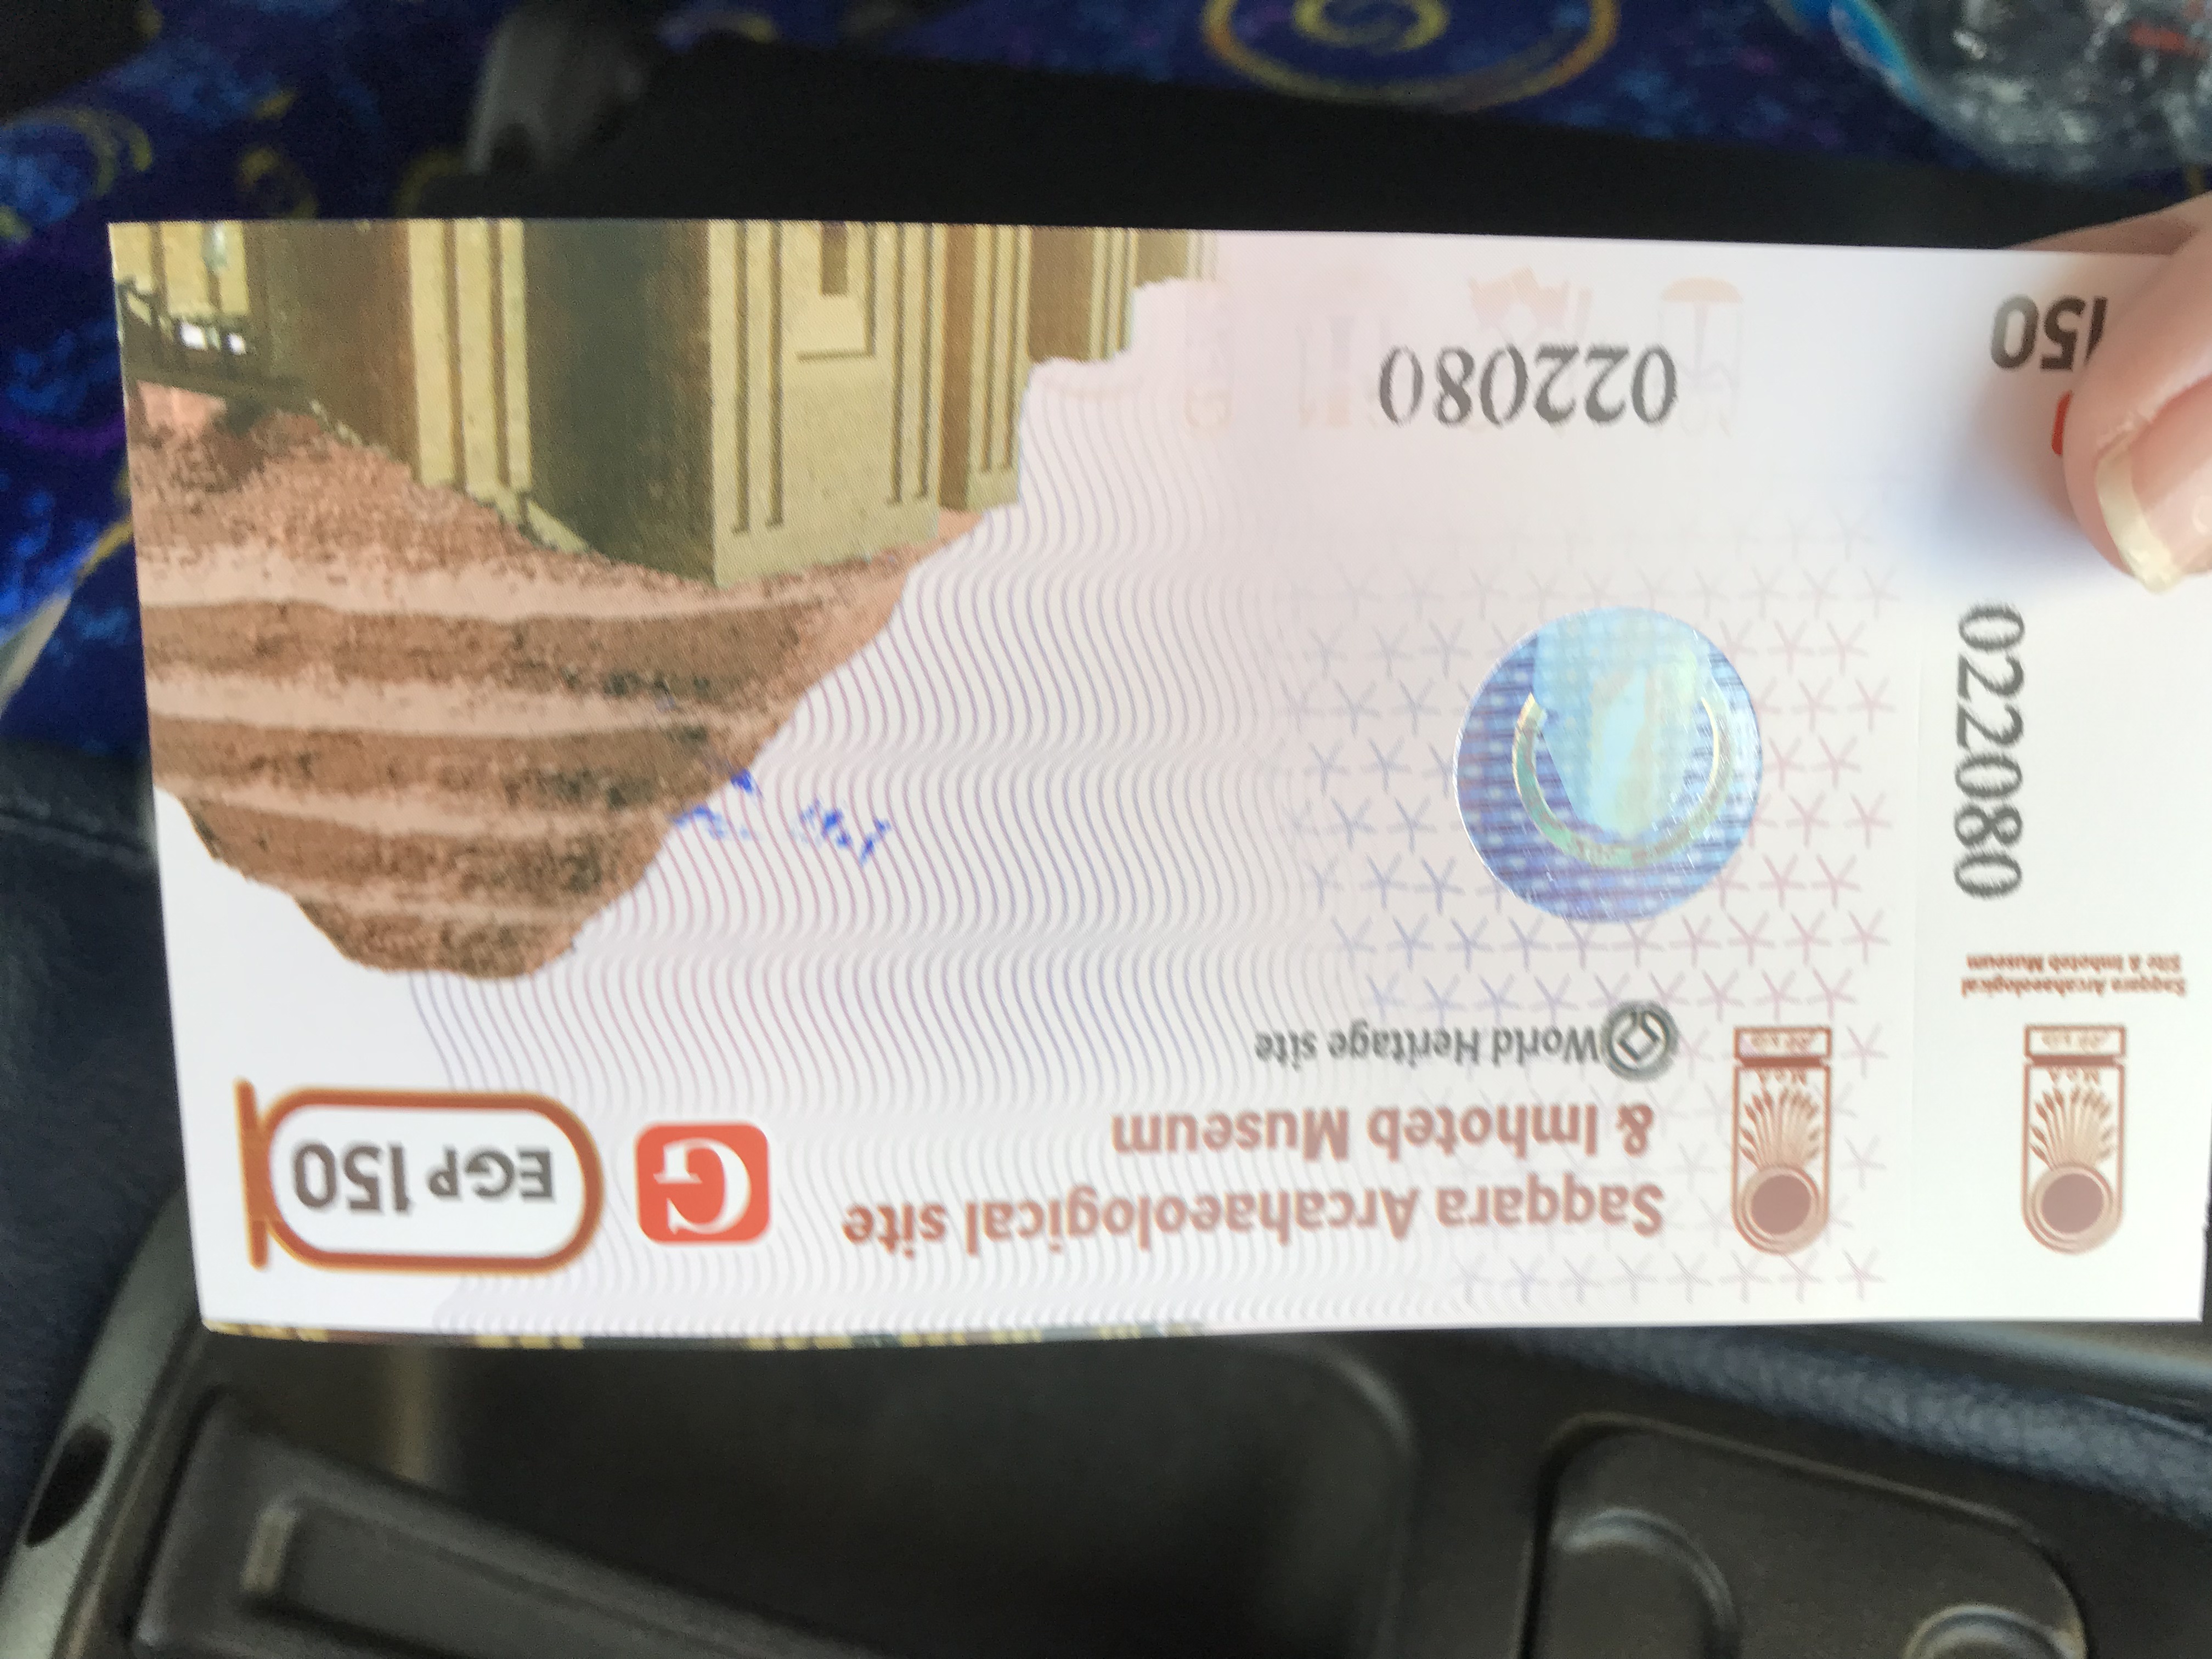 Saqqara Arcahaeological site
& Imhoteb Museum
World Heritage site
G
EGP 150
022080
M o A
Saqqara Arcahaeological
Site & Imhoteb Museum
022080
150